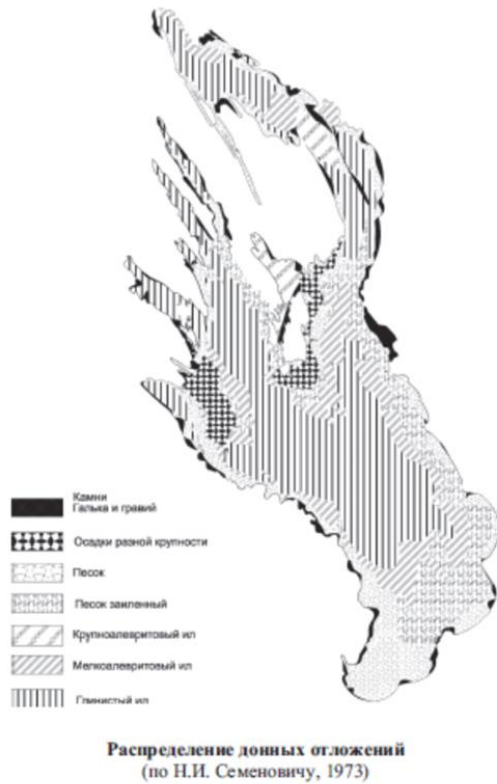 Камни
Галька и гравий
Осадки разной крупности
Песок
Песок заиленный
Крупноалевритовый ил
Мелкоалевритовый ил
Глинистый ил
Распределение донных отложений
(по Н.И. Семеновичу, 1973)